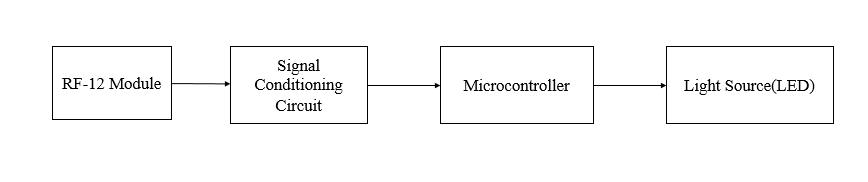 RF-12 Module
Signal
Conditioning
Circuit
Microcontroller
Light Source(LED)